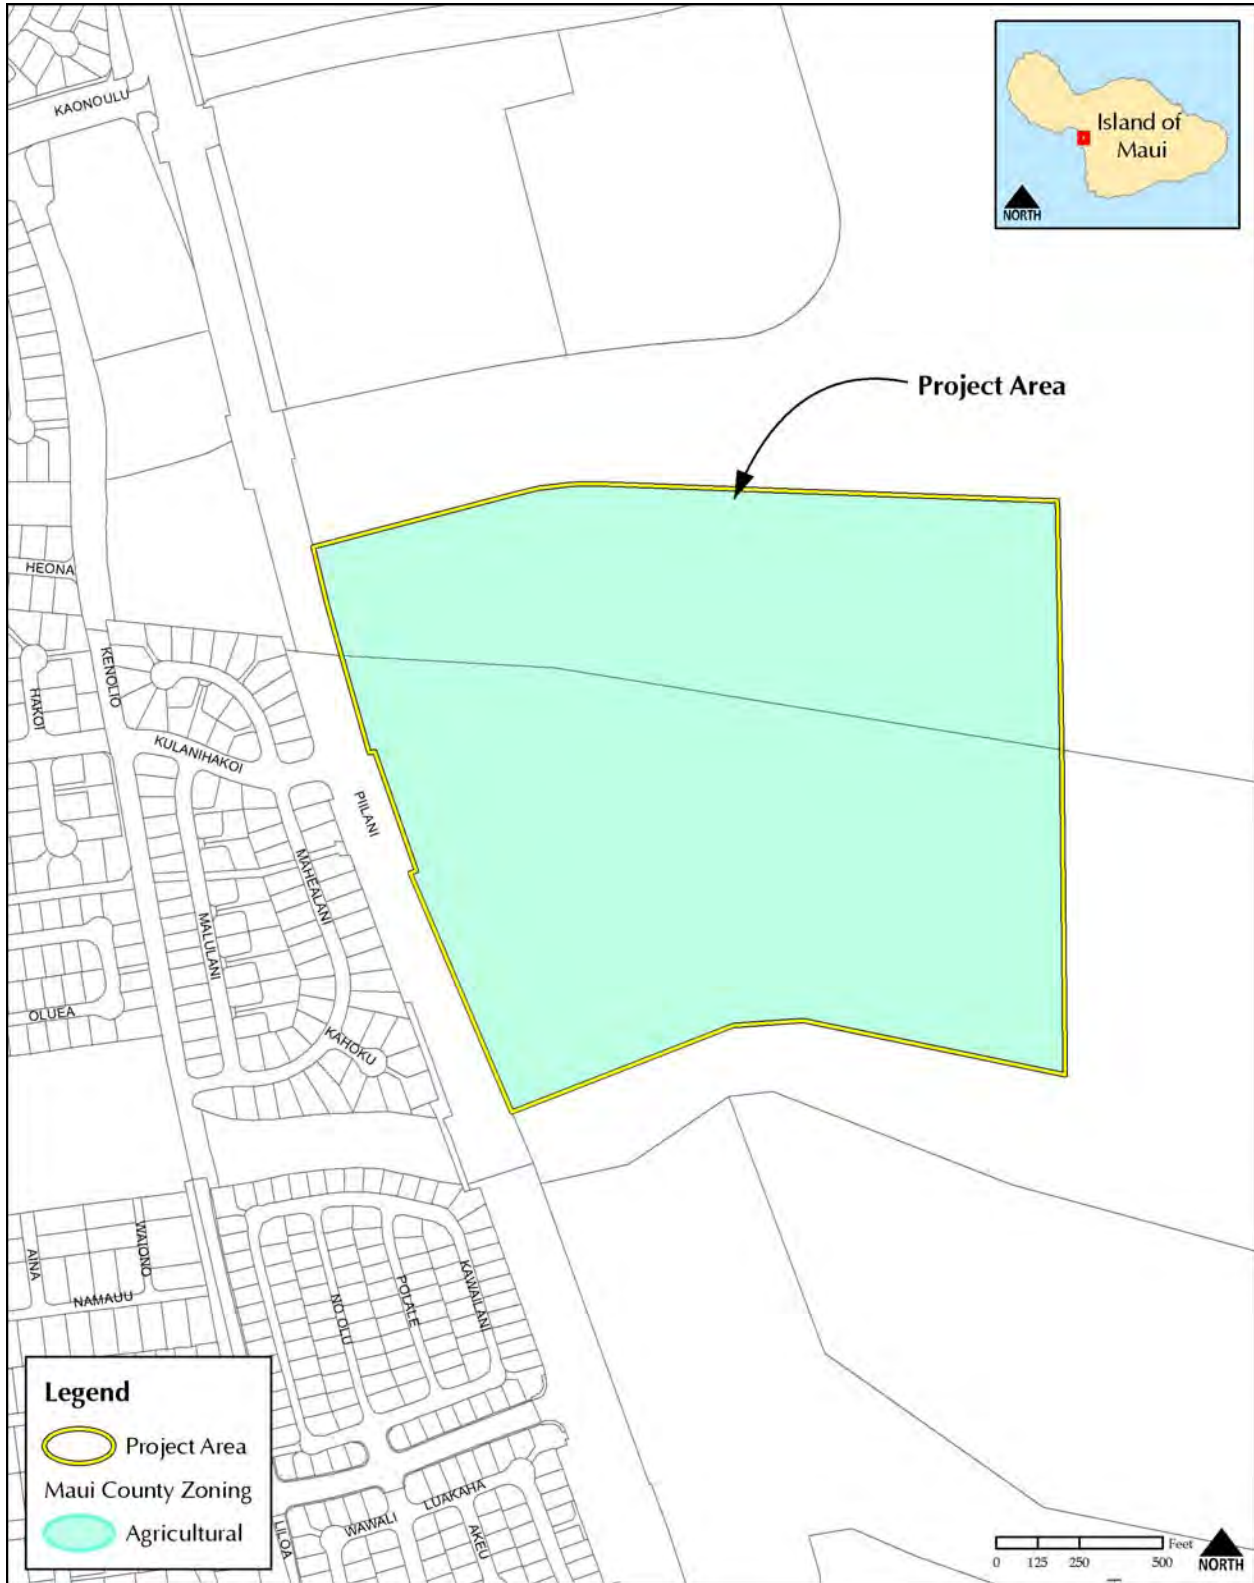 KAONOULU
Island of
Maui
NORTH
Project Area
HEONA
KENOLIO
HAKOI
KULANIHAKOI
PIILANI
MAHEALANI
MALULANI
OLUEA
KAHOKU
WAIONO
AINA
NAMAUU
NO OLU
POLALE
KAWAILANI
Legend
Project Area
Maui County Zoning
Agricultural
LILOA
WAWALI
LUAKAHA
AKEU
Feet
0 125 250 500
NORTH